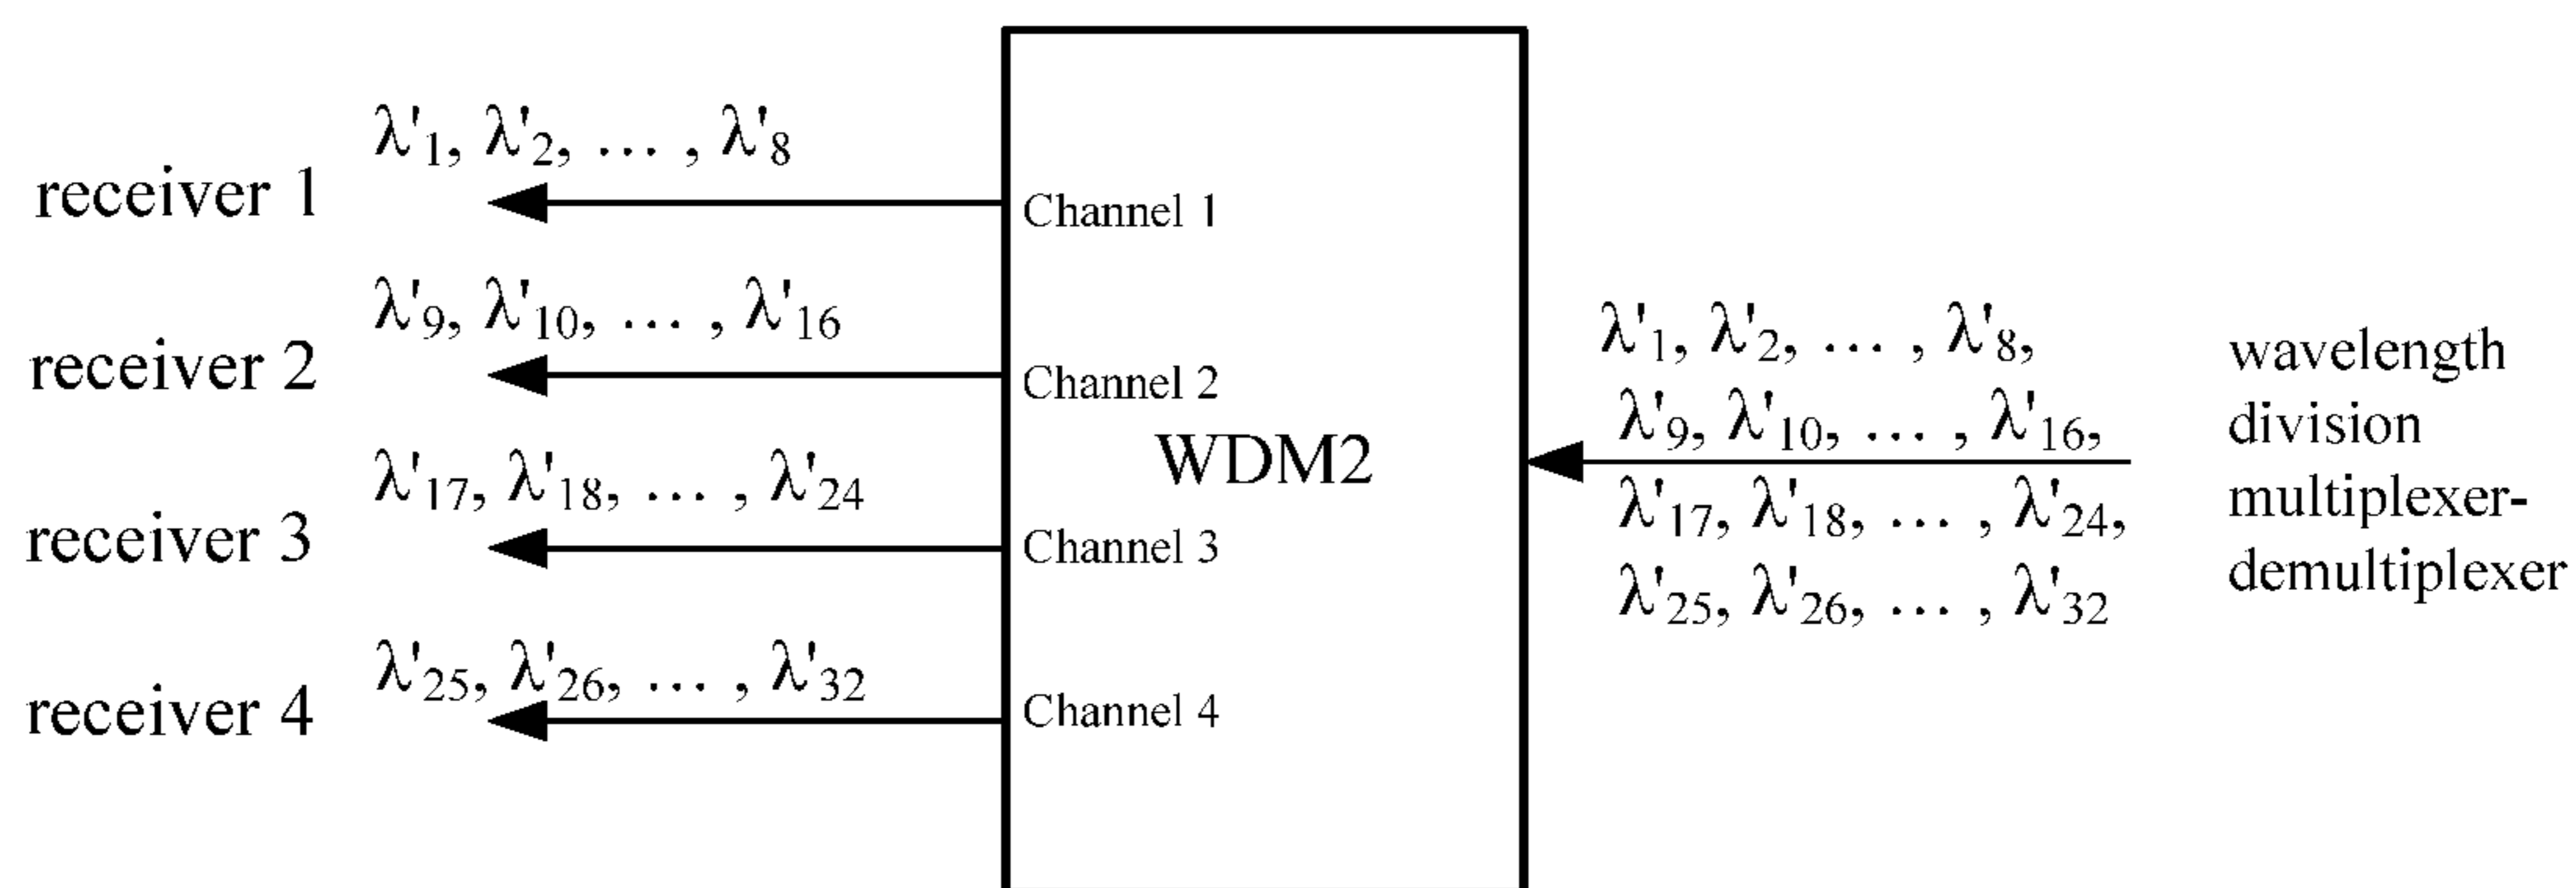 receiver 1
λ'1, λ'2, … , λ'8
Channel 1
receiver 2
λ'9, λ'10, … , λ'16
Channel 2
receiver 3
λ'17, λ'18, … , λ'24
Channel 3
receiver 4
λ'25, λ'26, … , λ'32
Channel 4
WDM2
λ'1, λ'2, … , λ'8,
λ'9, λ'10, … , λ'16,
λ'17, λ'18, … , λ'24,
λ'25, λ'26, … , λ'32
wavelength
division
multiplexer-
demultiplexer